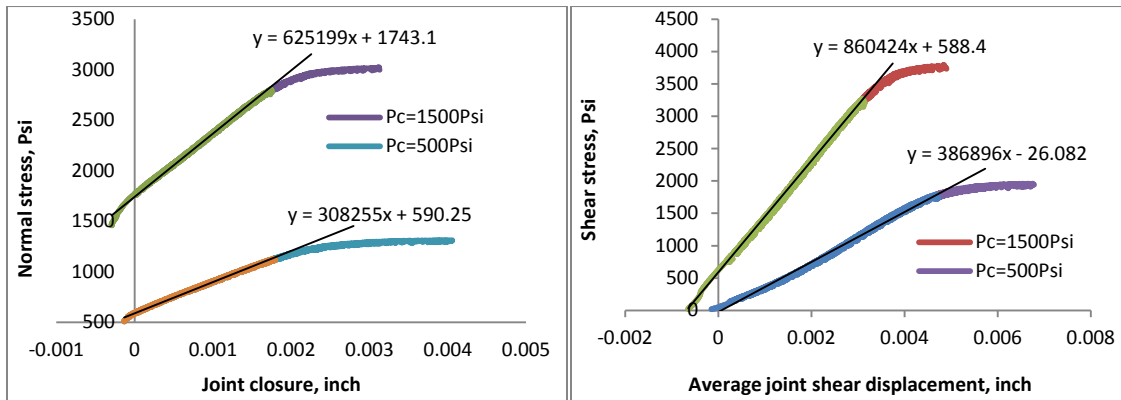 3500
3000
2500
2000
1500
1000
500
-0.001
0
0.001
0.002
0.003
0.004
0.005
Normal stress, Psi
Joint closure, inch
y = 625199x + 1743.1
Pc=1500Psi
Pc=500Psi
y = 308255x + 590.25
4500
4000
3500
3000
2500
2000
1500
1000
500
0
-0.002
0
0.002
0.004
0.006
0.008
Shear stress, Psi
Average joint shear displacement, inch
y = 860424x + 588.4
y = 386896x - 26.082
Pc=1500Psi
Pc=500Psi